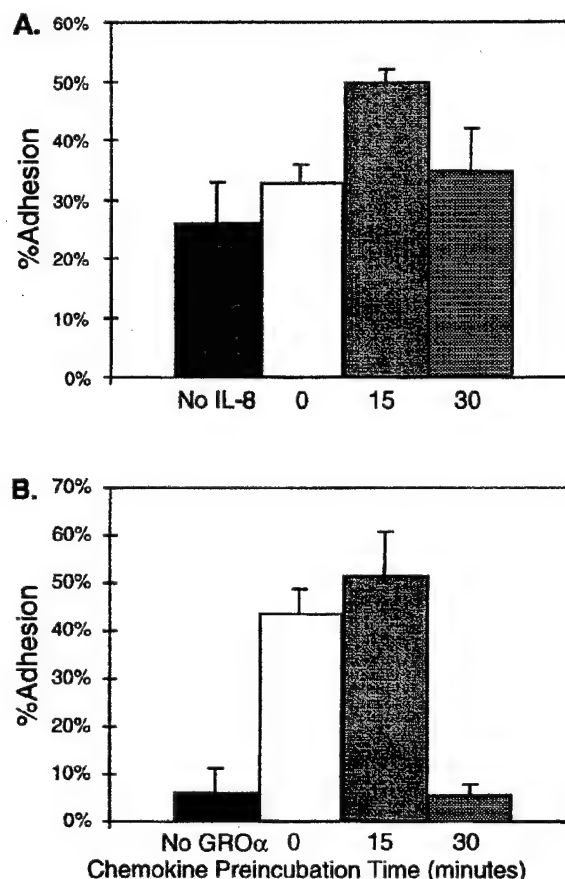 A.
60%
50%
40%
30%
20%
10%
0%
%Adhesion
No IL-8 0 15 30
B.
70%
60%
50%
40%
30%
20%
10%
0%
%Adhesion
No GROα 0 15 30
Chemokine Preincubation Time (minutes)